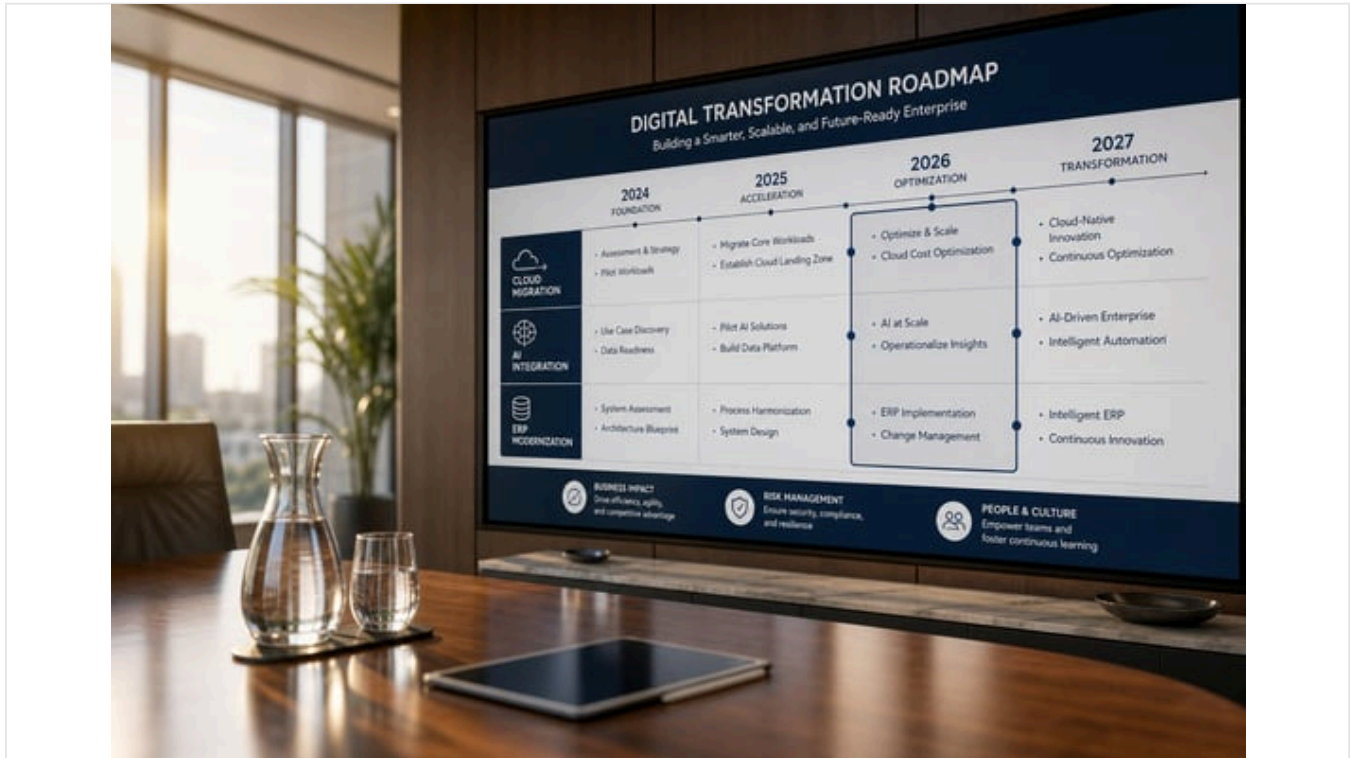 DIGITAL TRANSFORMATION ROADMAP
Building a Smarter, Scalable, and Future-Ready Enterprise
2024
FOUNDATION
2025
ACCELERATION
2026
OPTIMIZATION
2027
TRANSFORMATION
CLOUD
MIGRATION
• Assessment & Strategy
• Pilot Workloads
• Migrate Core Workloads
• Establish Cloud Landing Zone
• Optimize & Scale
• Cloud Cost Optimization
• Cloud-Native
Innovation
• Continuous Optimization
AI
INTEGRATION
• Use Case Discovery
• Data Readiness
• Pilot AI Solutions
• Build Data Platform
• AI at Scale
• Operationalize Insights
• AI-Driven Enterprise
• Intelligent Automation
ERP
MODERNIZATION
• System Assessment
• Architecture Blueprint
• Process Harmonization
• System Design
• ERP Implementation
• Change Management
• Intelligent ERP
• Continuous Innovation
BUSINESS IMPACT
Drive efficiency, agility,
and competitive advantage
RISK MANAGEMENT
Ensure security, compliance,
and resilience
PEOPLE & CULTURE
Empower teams and
foster continuous learning